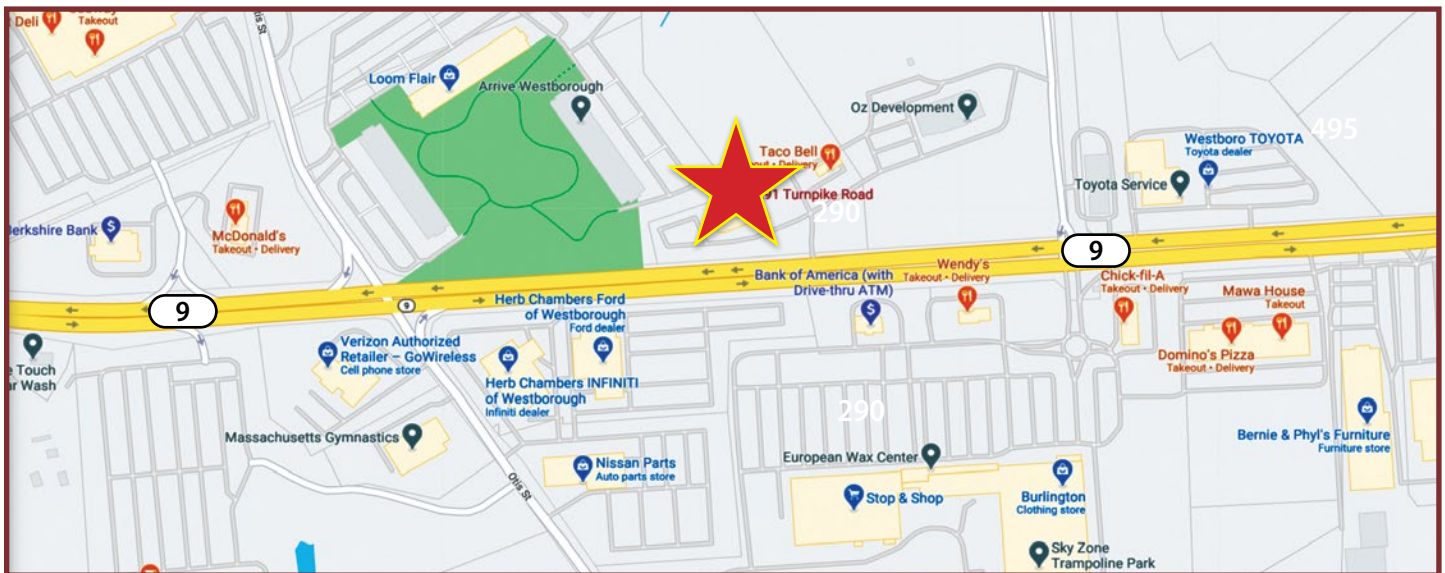 Deli
Takeout
Otis St
Loom Flair
Arrive Westborough
Oz Development
495
Westboro TOYOTA
Toyota dealer
Taco Bell
Delivery
Toyota Service
91 Turnpike Road
290
Berkshire Bank
McDonald's
Takeout • Delivery
9
9
9
Bank of America (with
Drive-thru ATM)
Wendy's
Takeout • Delivery
Chick-fil-A
Takeout • Delivery
Mawa House
Takeout
Herb Chambers Ford
of Westborough
Ford dealer
Verizon Authorized
Retailer – GoWireless
Cell phone store
Domino's Pizza
Takeout • Delivery
Herb Chambers INFINITI
of Westborough
Infiniti dealer
290
Massachusetts Gymnastics
Bernie & Phyl's Furniture
Furniture store
European Wax Center
Nissan Parts
Auto parts store
Otis St
Stop & Shop
Burlington
Clothing store
Sky Zone
Trampoline Park